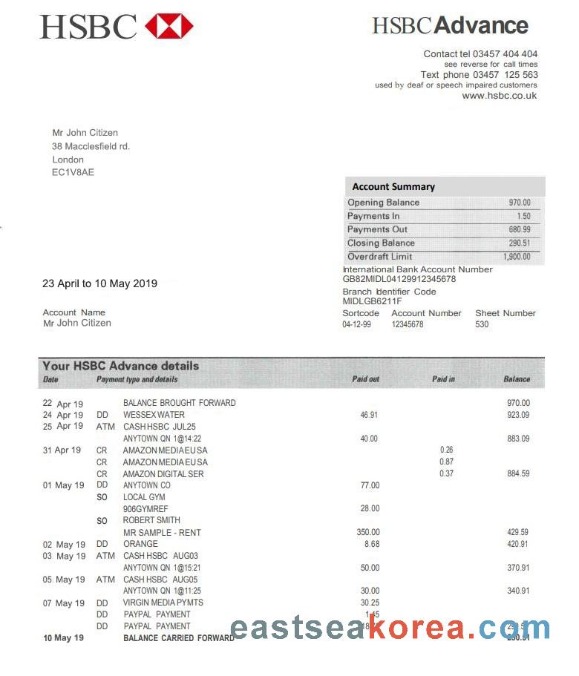 HSBC
HSBC Advance
Contact tel 03457 404 404
see reverse for call times
Text phone 03457 125 563
used by deaf or speech impaired customers
www.hsbc.co.uk
Mr John Citizen
38 Macclesfield rd.
London
EC1V8AE
Account Summary
Opening Balance 970.00
Payments In 1.50
Payments Out 680.99
Closing Balance 290.51
Overdraft Limit 1,900.00
International Bank Account Number
GB82MIDL04129912345678
Branch Identifier Code
MIDLGB6211F
Sortcode Account Number Sheet Number
04-12-99 12345678 530
23 April to 10 May 2019
Account Name
Mr John Citizen
Your HSBC Advance details
Date Payment type and details Paid out Paid in Balance
22 Apr 19 BALANCE BROUGHT FORWARD 970.00
24 Apr 19 DD WESSEX WATER 46.91 923.09
25 Apr 19 ATM CASH HSBC JUL25
ANYTOWN QN 1@14:22 40.00 883.09
31 Apr 19 CR AMAZON MEDIA EU SA 0.26
CR AMAZON MEDIA EU SA 0.87
CR AMAZON DIGITAL SER 0.37 884.59
01 May 19 DD ANYTOWN CO 77.00
SO LOCAL GYM
906GYMREF 28.00
SO ROBERT SMITH
MR SAMPLE - RENT 350.00 429 59
02 May 19 DD ORANGE 8.68 420.91
03 May 19 ATM CASH HSBC AUG03
ANYTOWN QN 1@15:21 50.00 370.91
05 May 19 ATM CASH HSBC AUG05
ANYTOWN QN 1@11:25 30.00 340.91
07 May 19 DD VIRGIN MEDIA PYMTS 30.25
DD PAYPAL PAYMENT
DD PAYPAL PAYMENT
10 May 19 BALANCE CARRIED FORWARD
eastseakorea.com